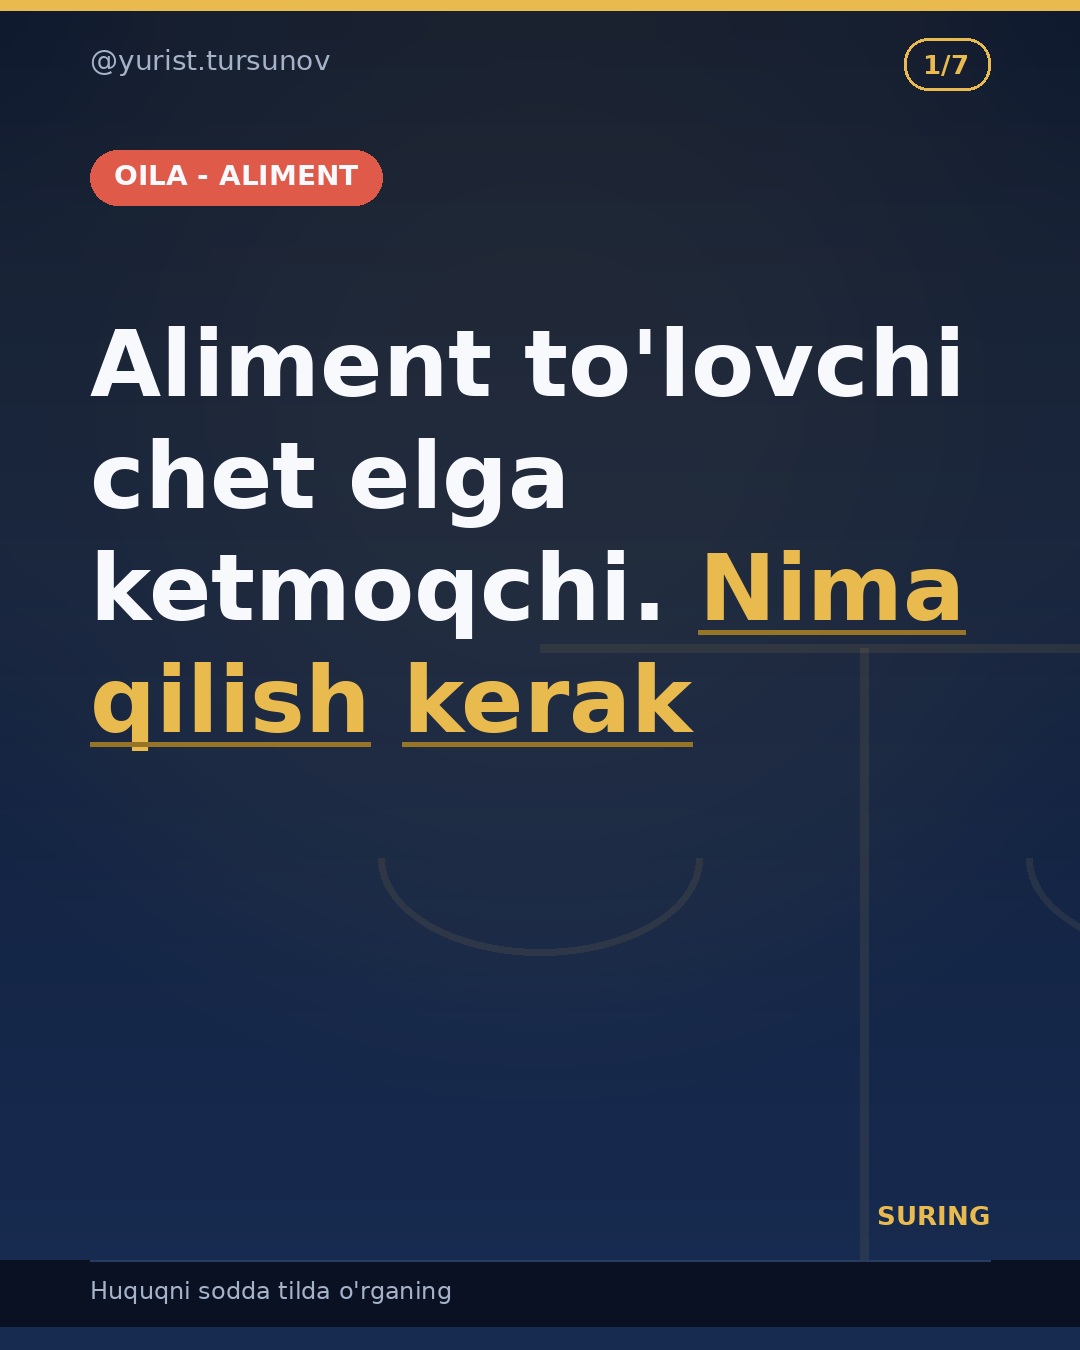 @yurist.tursunov
1/7
OILA - ALIMENT
Aliment to'lovchi
chet elga
ketmoqchi. Nima
qilish kerak
SURING
Huquqni sodda tilda o'rganing